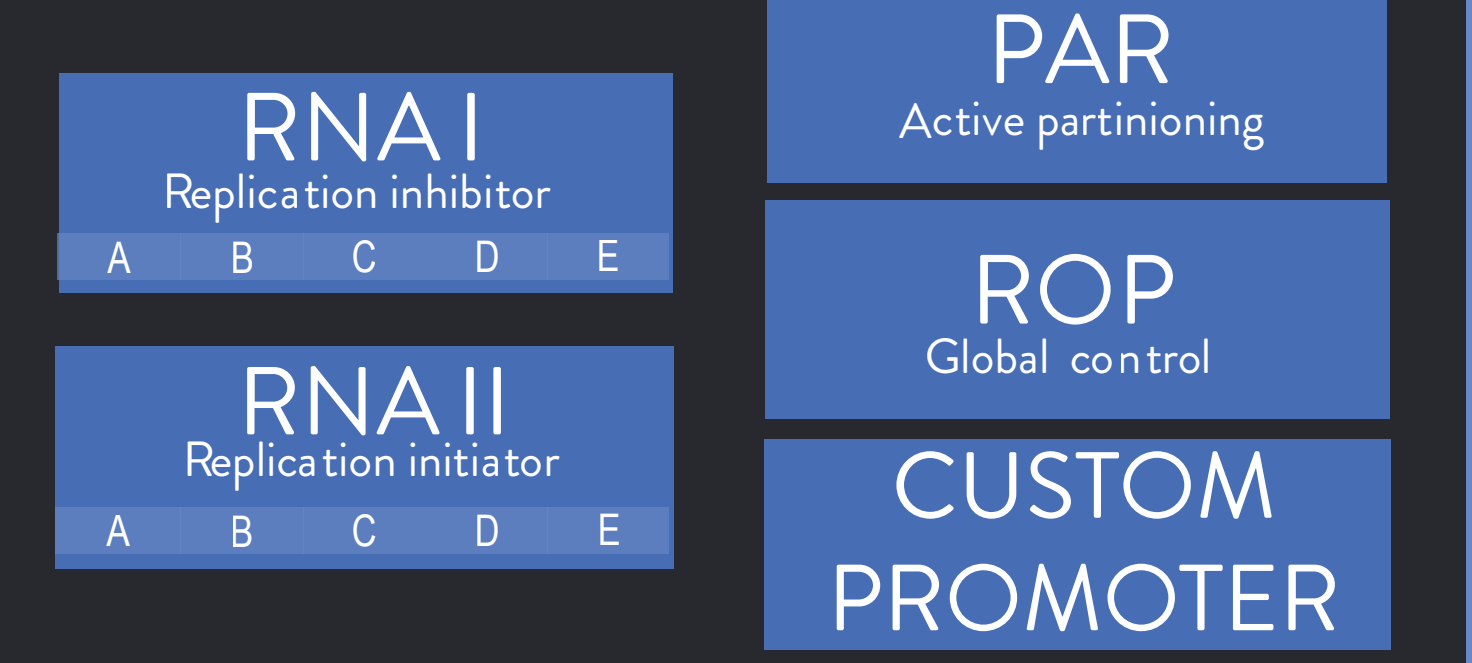 RNA I
Replication inhibitor
A B C D E
RNA II
Replication initiator
A B C D E
PAR
Active partinioning
ROP
Global control
CUSTOM
PROMOTER